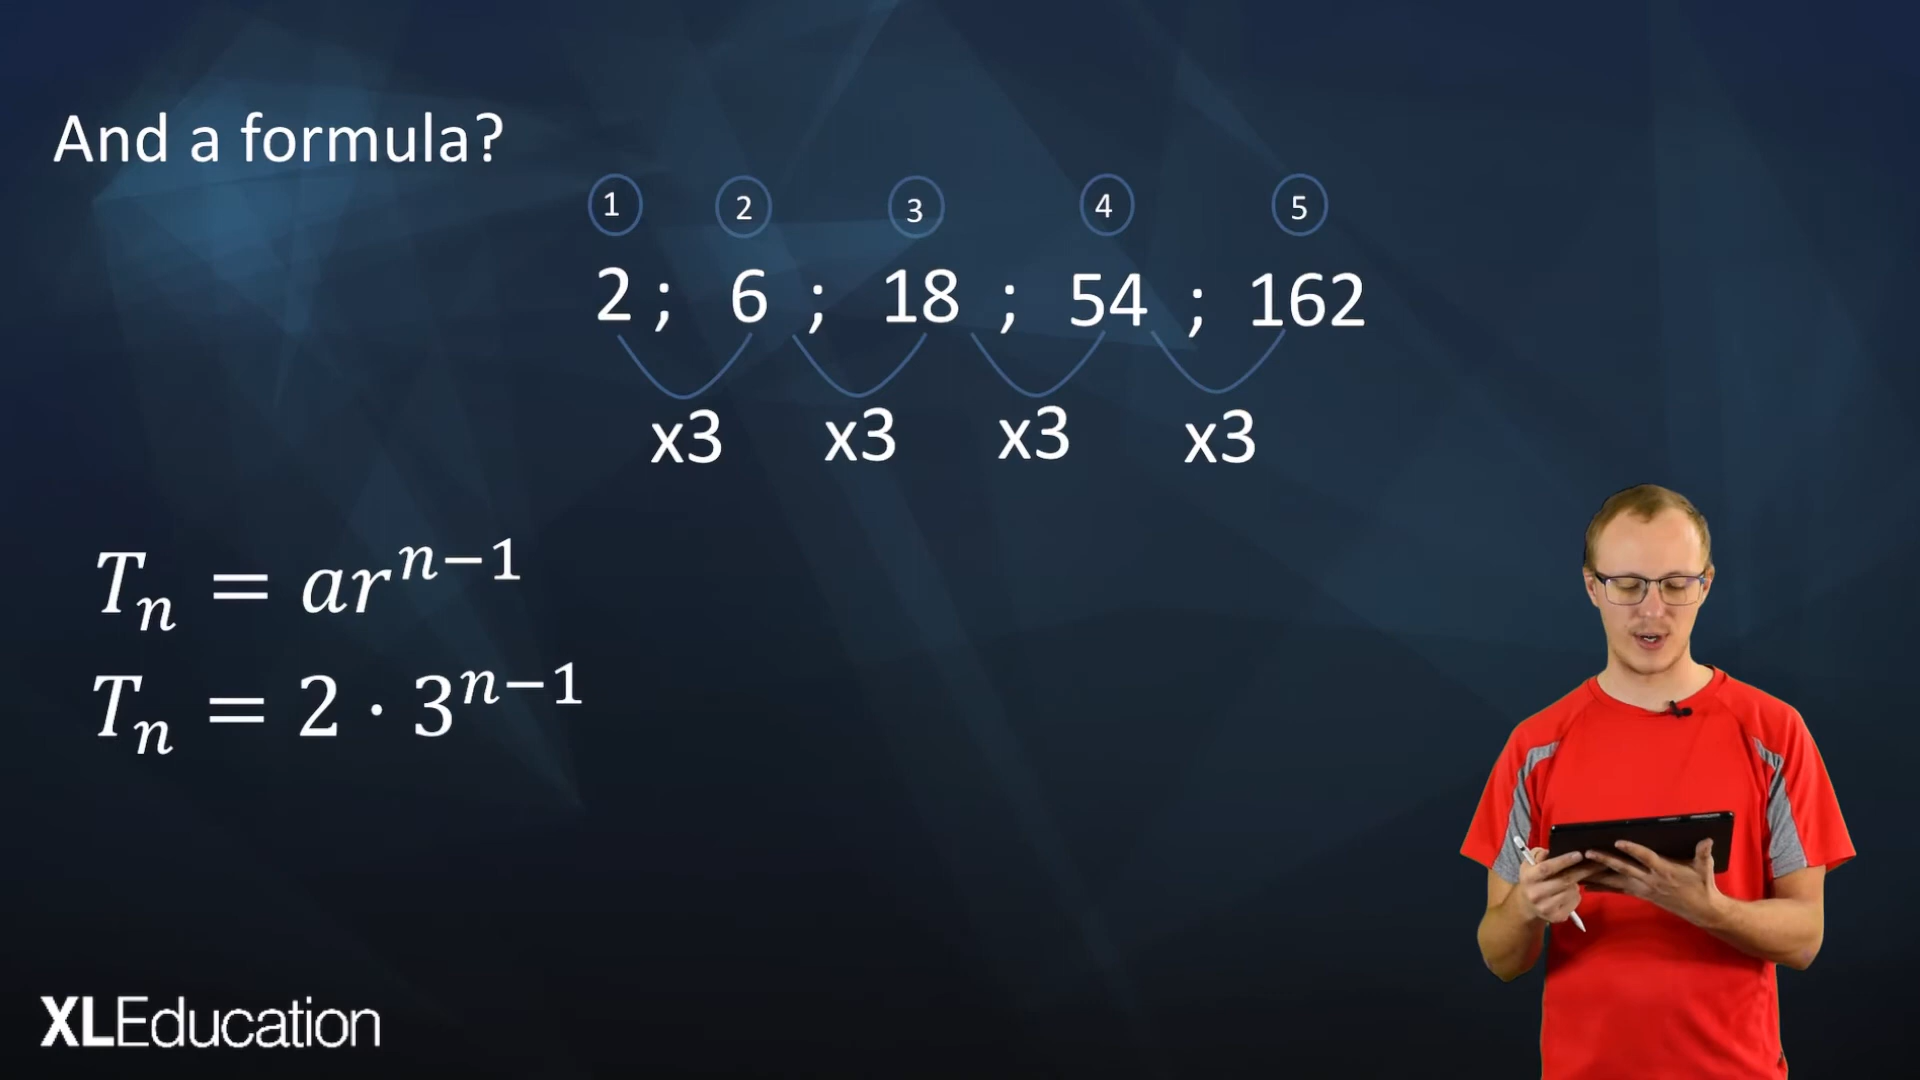 And a formula?
1 2 3 4 5
2 ; 6 ; 18 ; 54 ; 162
x3 x3 x3 x3
Tₙ = arⁿ⁻¹
Tₙ = 2 · 3ⁿ⁻¹
XLEducation